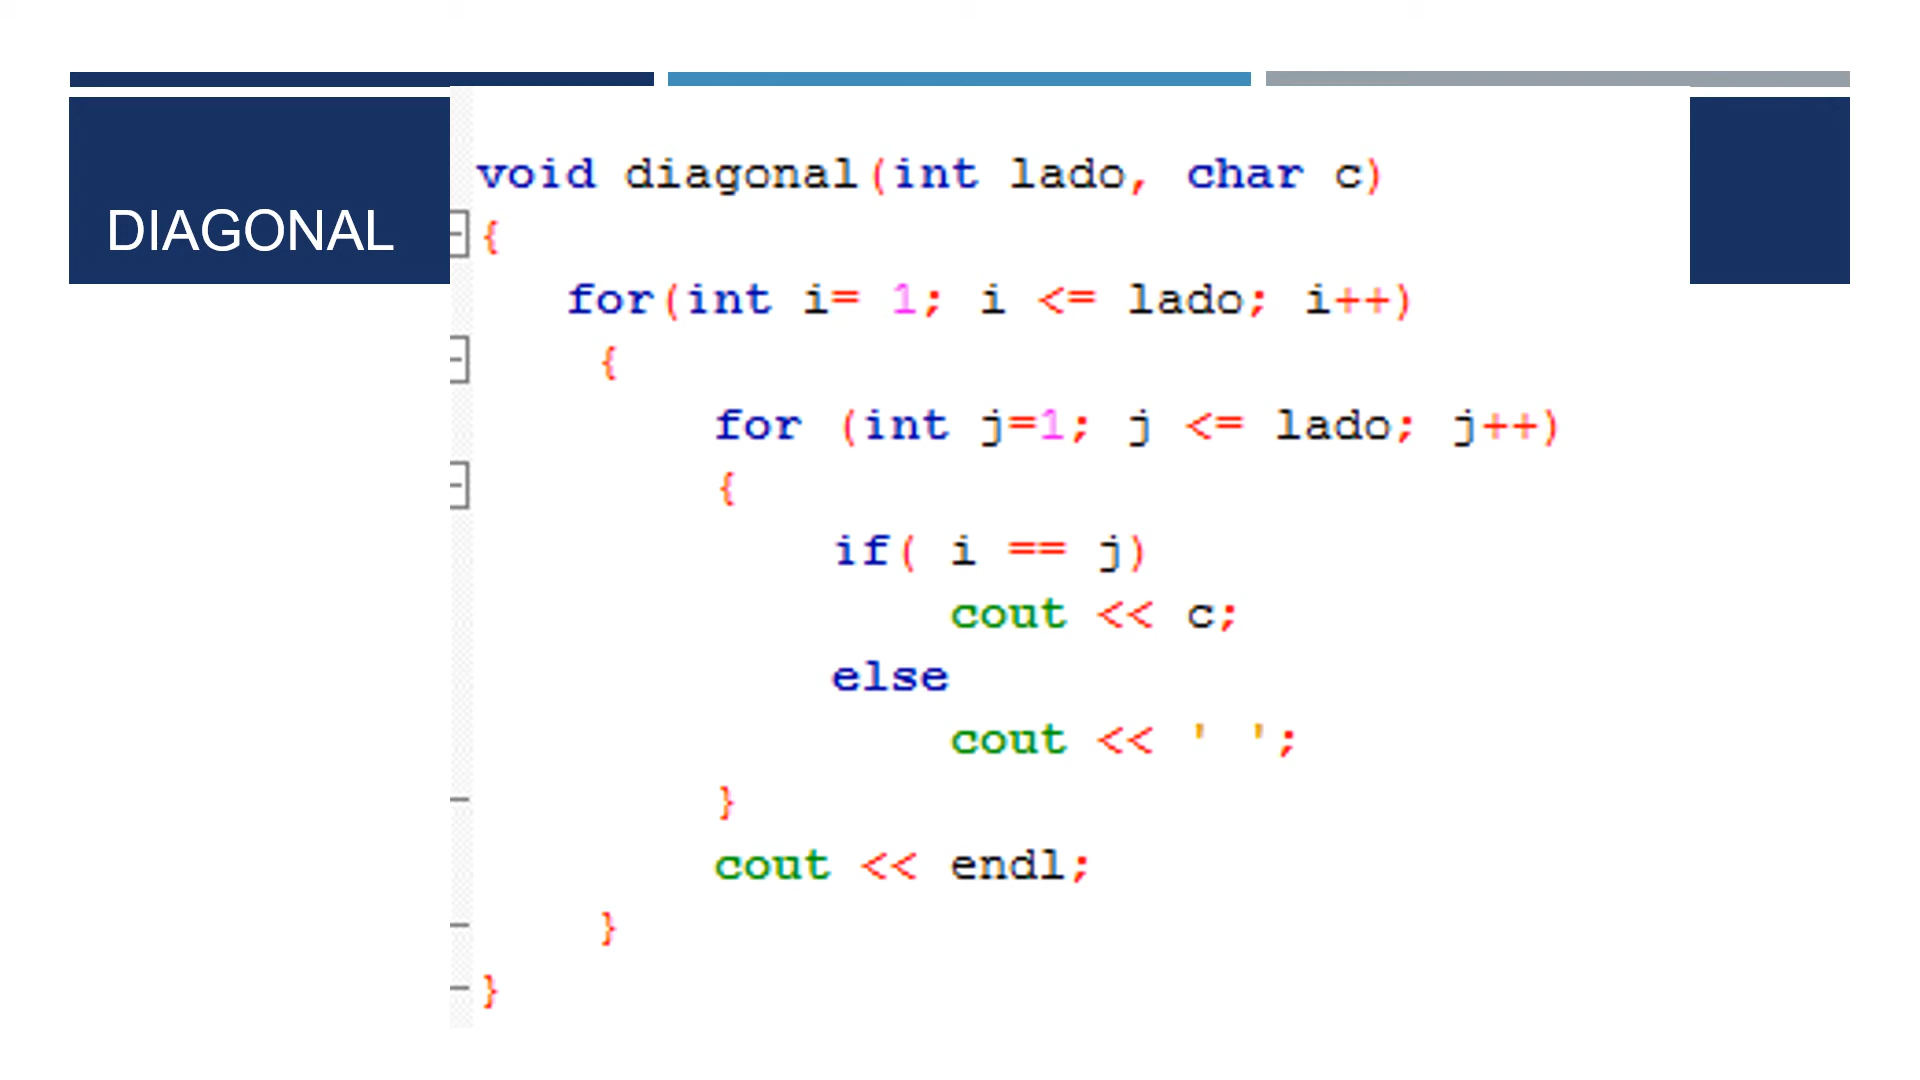 DIAGONAL
void diagonal(int lado, char c)
{
for(int i= 1; i <= lado; i++)
{
for (int j=1; j <= lado; j++)
{
if( i == j)
cout << c;
else
cout << ' ';
}
cout << endl;
}
}